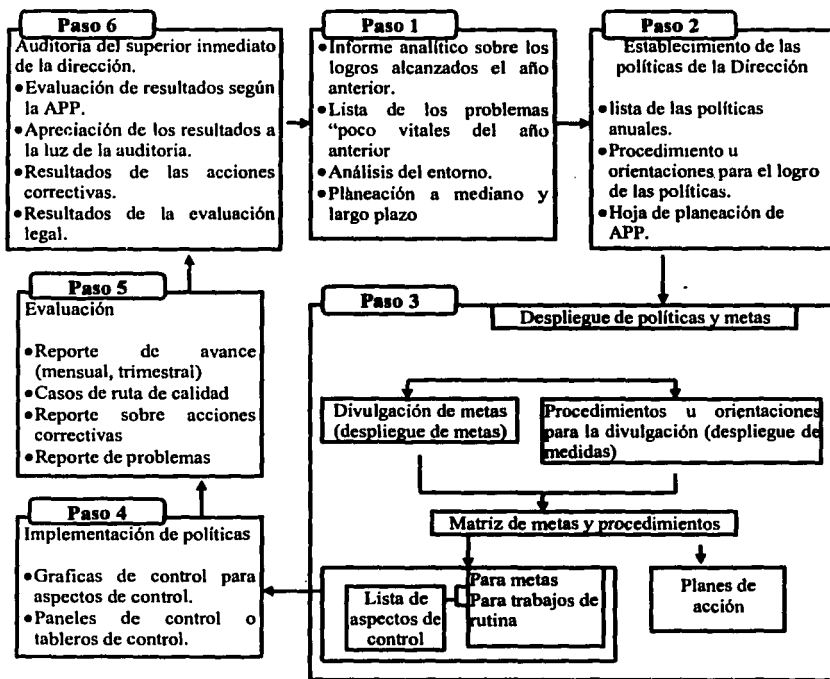 Paso 6
Auditoria del superior inmediato
de la dirección.
•Evaluación de resultados según
la APP.
•Apreciación de los resultados a
la luz de la auditoria.
•Resultados de las acciones
correctivas.
•Resultados de la evaluación
legal.
Paso 1
•Informe analítico sobre los
logros alcanzados el año
anterior.
•Lista de los problemas
“poco vitales del año
anterior
•Análisis del entorno.
•Planeación a mediano y
largo plazo
Paso 2
Establecimiento de las
políticas de la Dirección
•lista de las políticas
anuales.
•Procedimiento u
orientaciones para el logro
de las políticas.
•Hoja de planeación de
APP.
Paso 5
Evaluación
•Reporte de avance
(mensual, trimestral)
•Casos de ruta de calidad
•Reporte sobre acciones
correctivas
•Reporte de problemas
Paso 3
Despliegue de políticas y metas
Divulgación de metas
(despliegue de metas)
Procedimientos u orientaciones
para la divulgación (despliegue de
medidas)
Matriz de metas y procedimientos
Lista de
aspectos de
control
Para metas
Para trabajos de
rutina
Planes de
acción
Paso 4
Implementación de políticas
•Graficas de control para
aspectos de control.
•Paneles de control o
tableros de control.